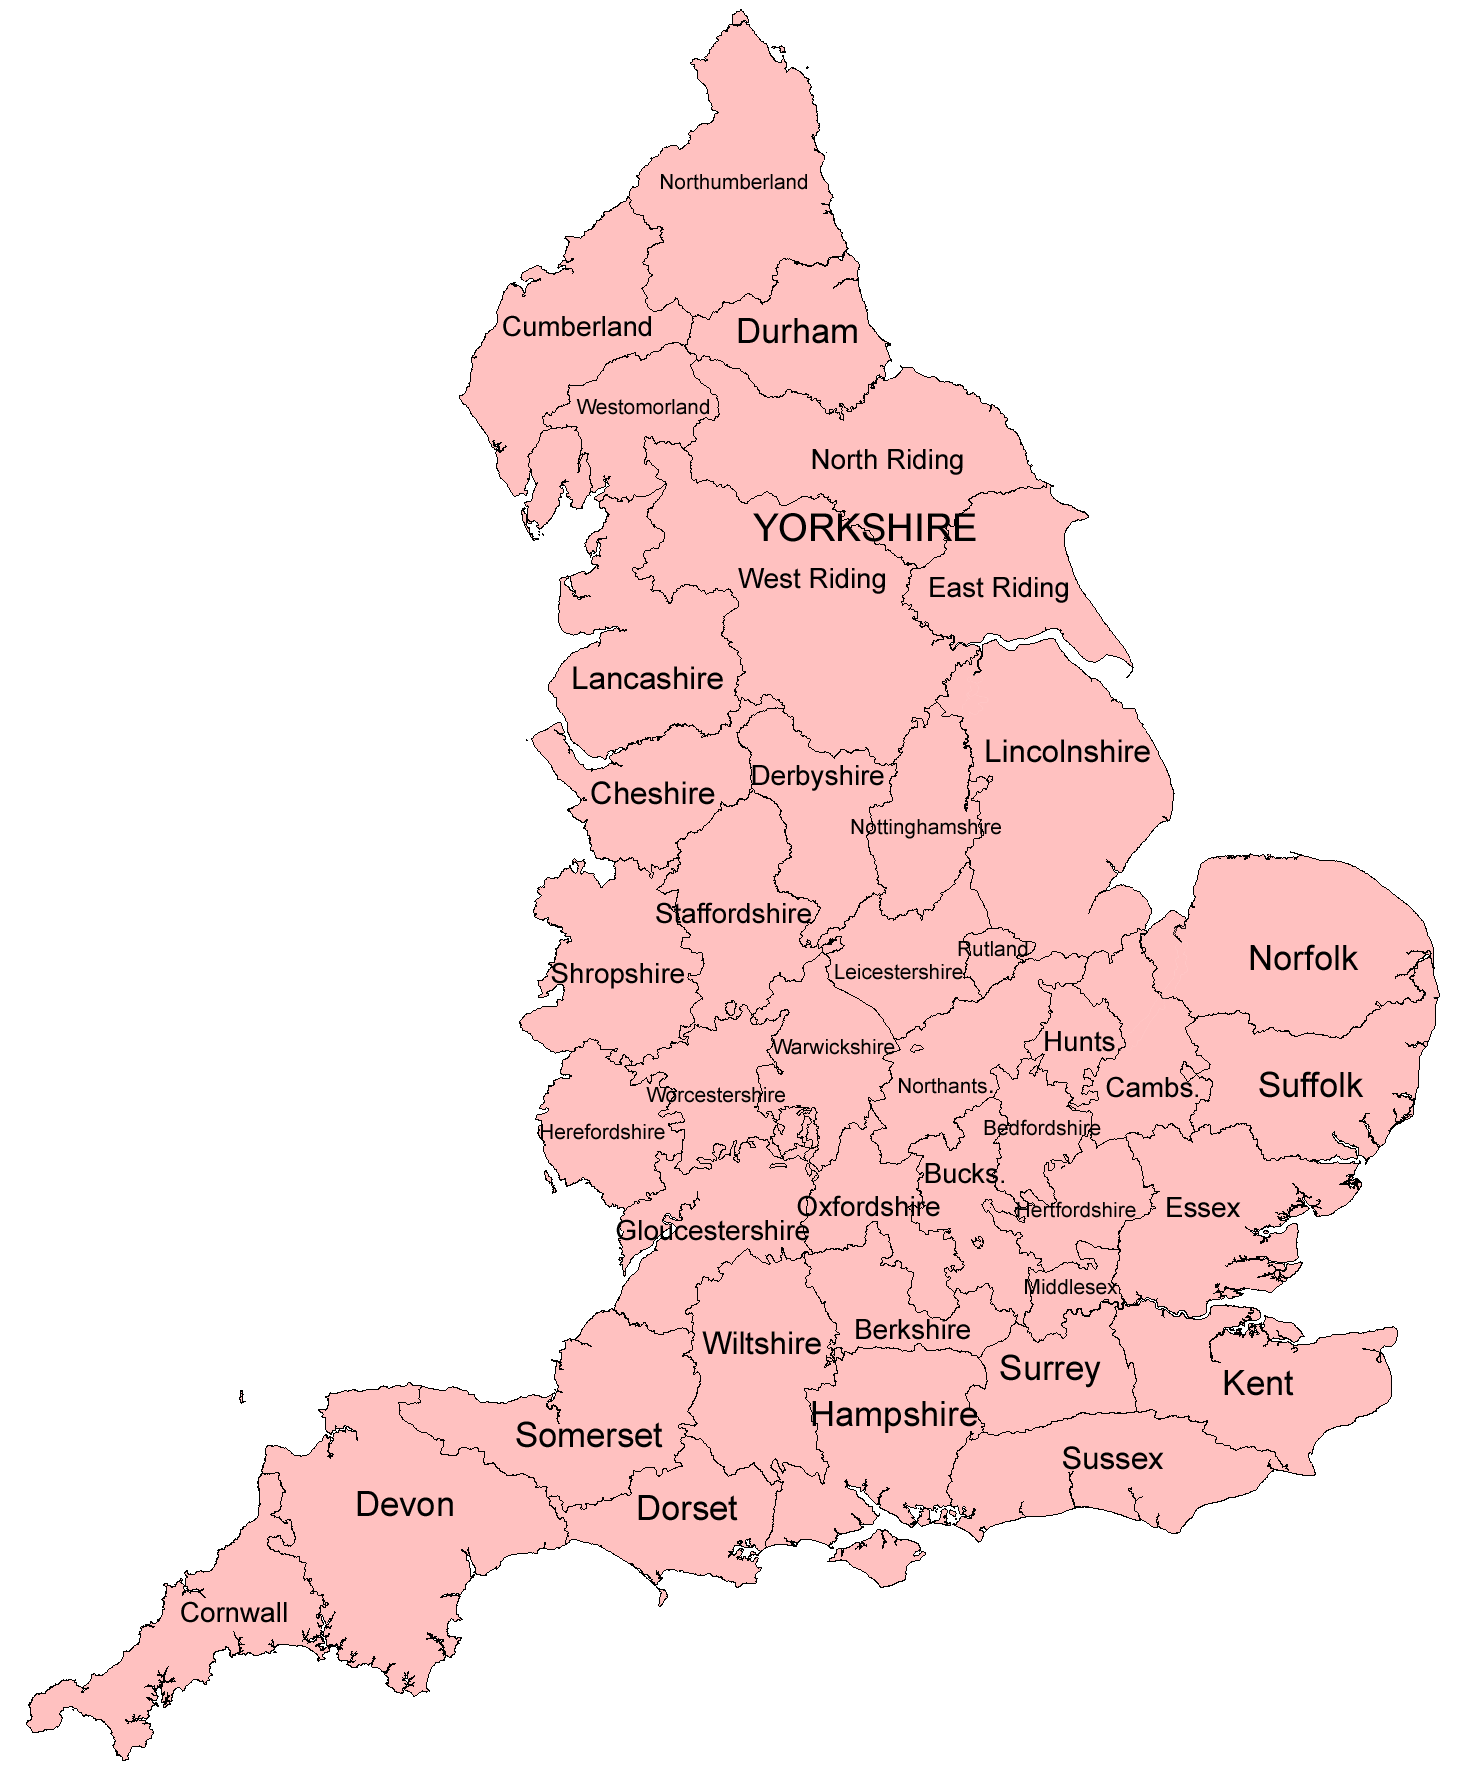 Northumberland
Cumberland
Durham
Westomorland
North Riding
YORKSHIRE
West Riding
East Riding
Lancashire
Lincolnshire
Derbyshire
Cheshire
Nottinghamshire
Staffordshire
Rutland
Norfolk
Shropshire
Leicestershire
Hunts.
Warwickshire
Northants.
Cambs.
Suffolk
Worcestershire
Herefordshire
Bedfordshire
Bucks.
Oxfordshire
Hertfordshire
Essex
Gloucestershire
Middlesex
Wiltshire
Berkshire
Surrey
Kent
Hampshire
Somerset
Sussex
Devon
Dorset
Cornwall